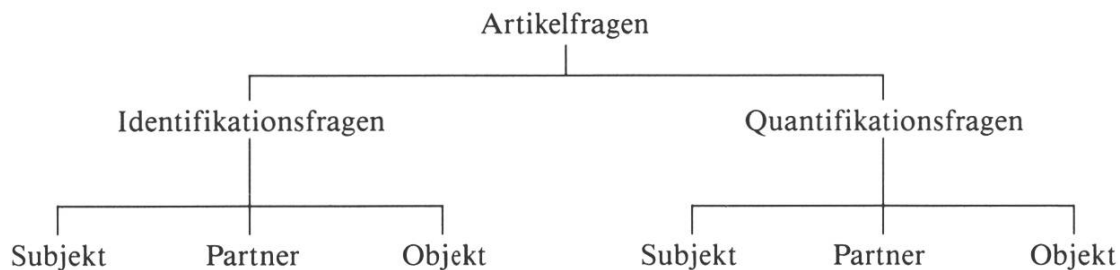 Artikelfragen
Identifikationsfragen Quantifikationsfragen
Subjekt Partner Objekt Subjekt Partner Objekt